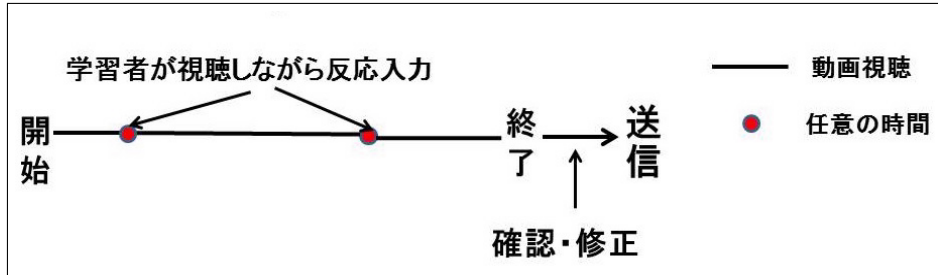 学習者が視聴しながら反応入力
開始
終了
送信
確認・修正
動画視聴
任意の時間